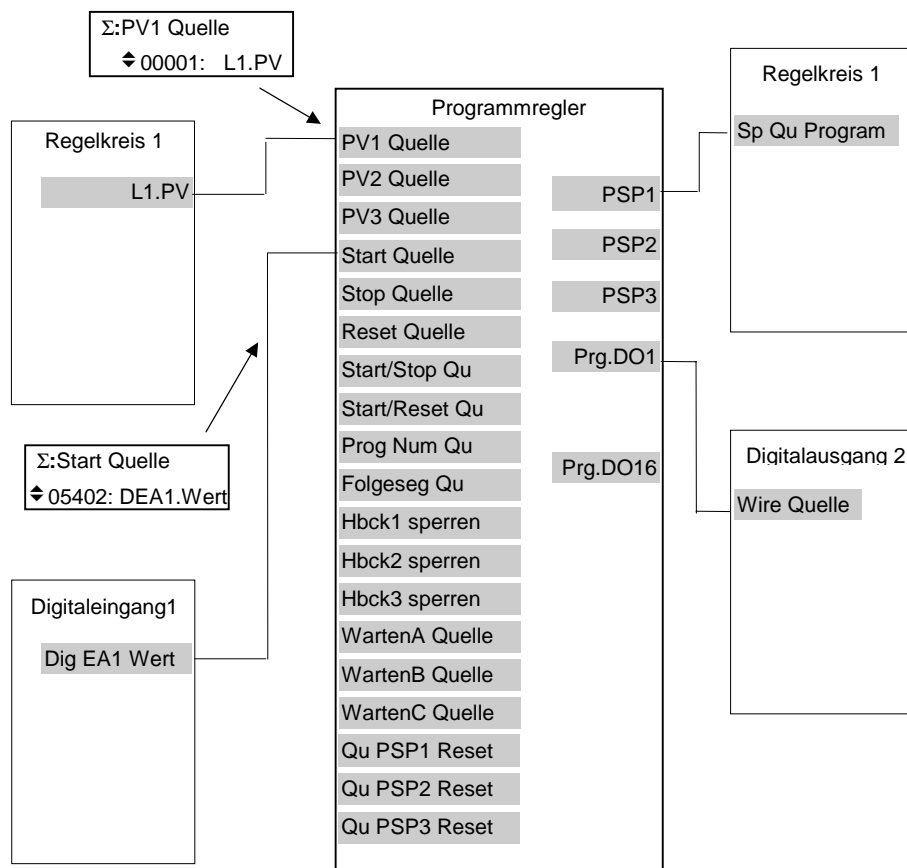 Σ:PV1 Quelle
00001: L1.PV
Regelkreis 1
L1.PV
Σ:Start Quelle
05402: DEA1.Wert
Digitaleingang1
Dig EA1 Wert
Programmregler
PV1 Quelle
PV2 Quelle
PV3 Quelle
Start Quelle
Stop Quelle
Reset Quelle
Start/Stop Qu
Start/Reset Qu
Prog Num Qu
Folgeseg Qu
Hbck1 sperren
Hbck2 sperren
Hbck3 sperren
WartenA Quelle
WartenB Quelle
WartenC Quelle
Qu PSP1 Reset
Qu PSP2 Reset
Qu PSP3 Reset
PSP1
PSP2
PSP3
Prg.DO1
Prg.DO16
Regelkreis 1
Sp Qu Program
Digitalausgang 2
Wire Quelle